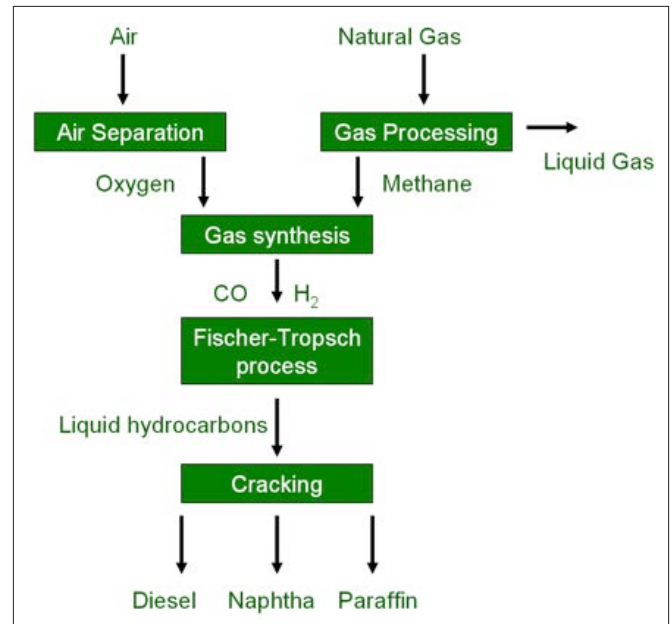 Air
Natural Gas
Air Separation
Gas Processing
Liquid Gas
Oxygen
Methane
Gas synthesis
CO
H₂
Fischer-Tropsch
process
Liquid hydrocarbons
Cracking
Diesel
Naphtha
Paraffin